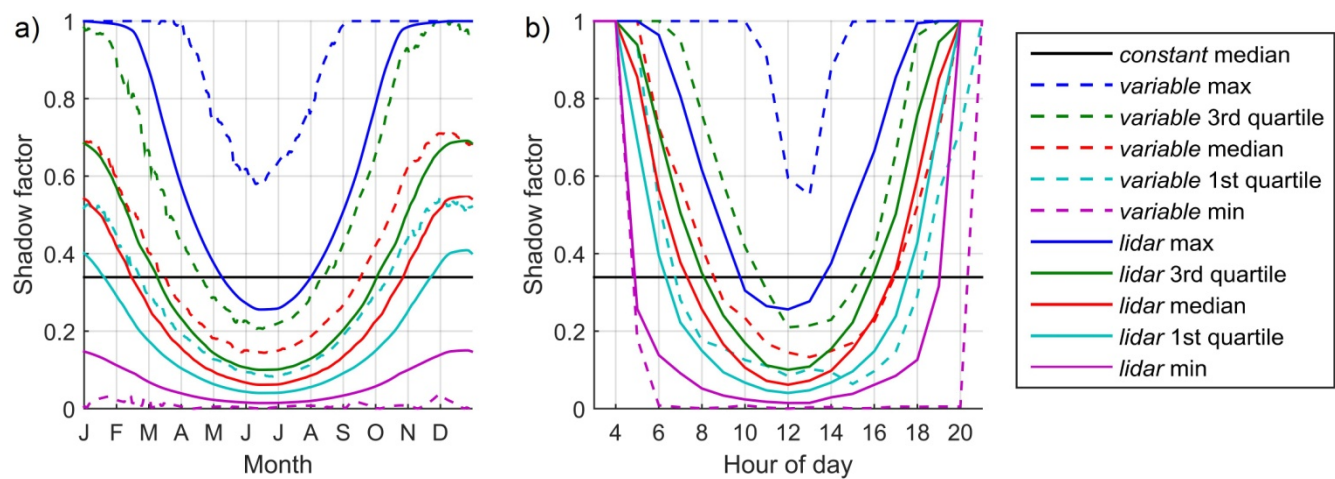 a)
Shadow factor
1
0.8
0.6
0.4
0.2
0
J F M A M J J A S O N D
Month
b)
Shadow factor
1
0.8
0.6
0.4
0.2
0
4 6 8 10 12 14 16 18 20
Hour of day
constant median
variable max
variable 3rd quartile
variable median
variable 1st quartile
variable min
lidar max
lidar 3rd quartile
lidar median
lidar 1st quartile
lidar min